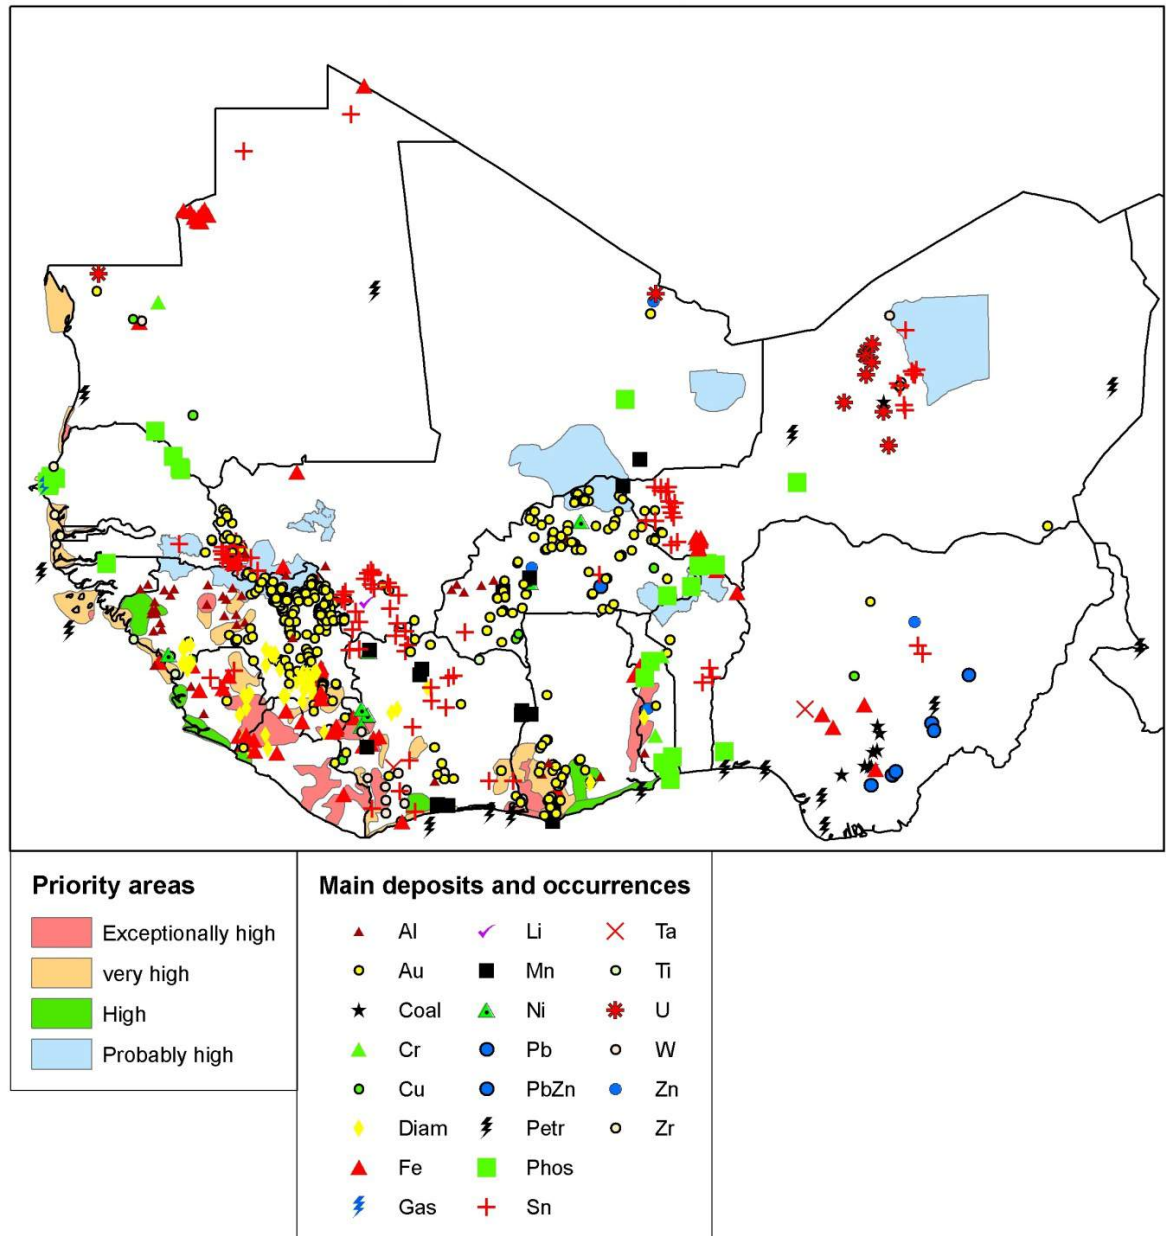 Priority areas
Exceptionally high
very high
High
Probably high
Main deposits and occurrences
Al
Au
Coal
Cr
Cu
Diam
Fe
Gas
Li
Mn
Ni
Pb
PbZn
Petr
Phos
Sn
Ta
Ti
U
W
Zn
Zr